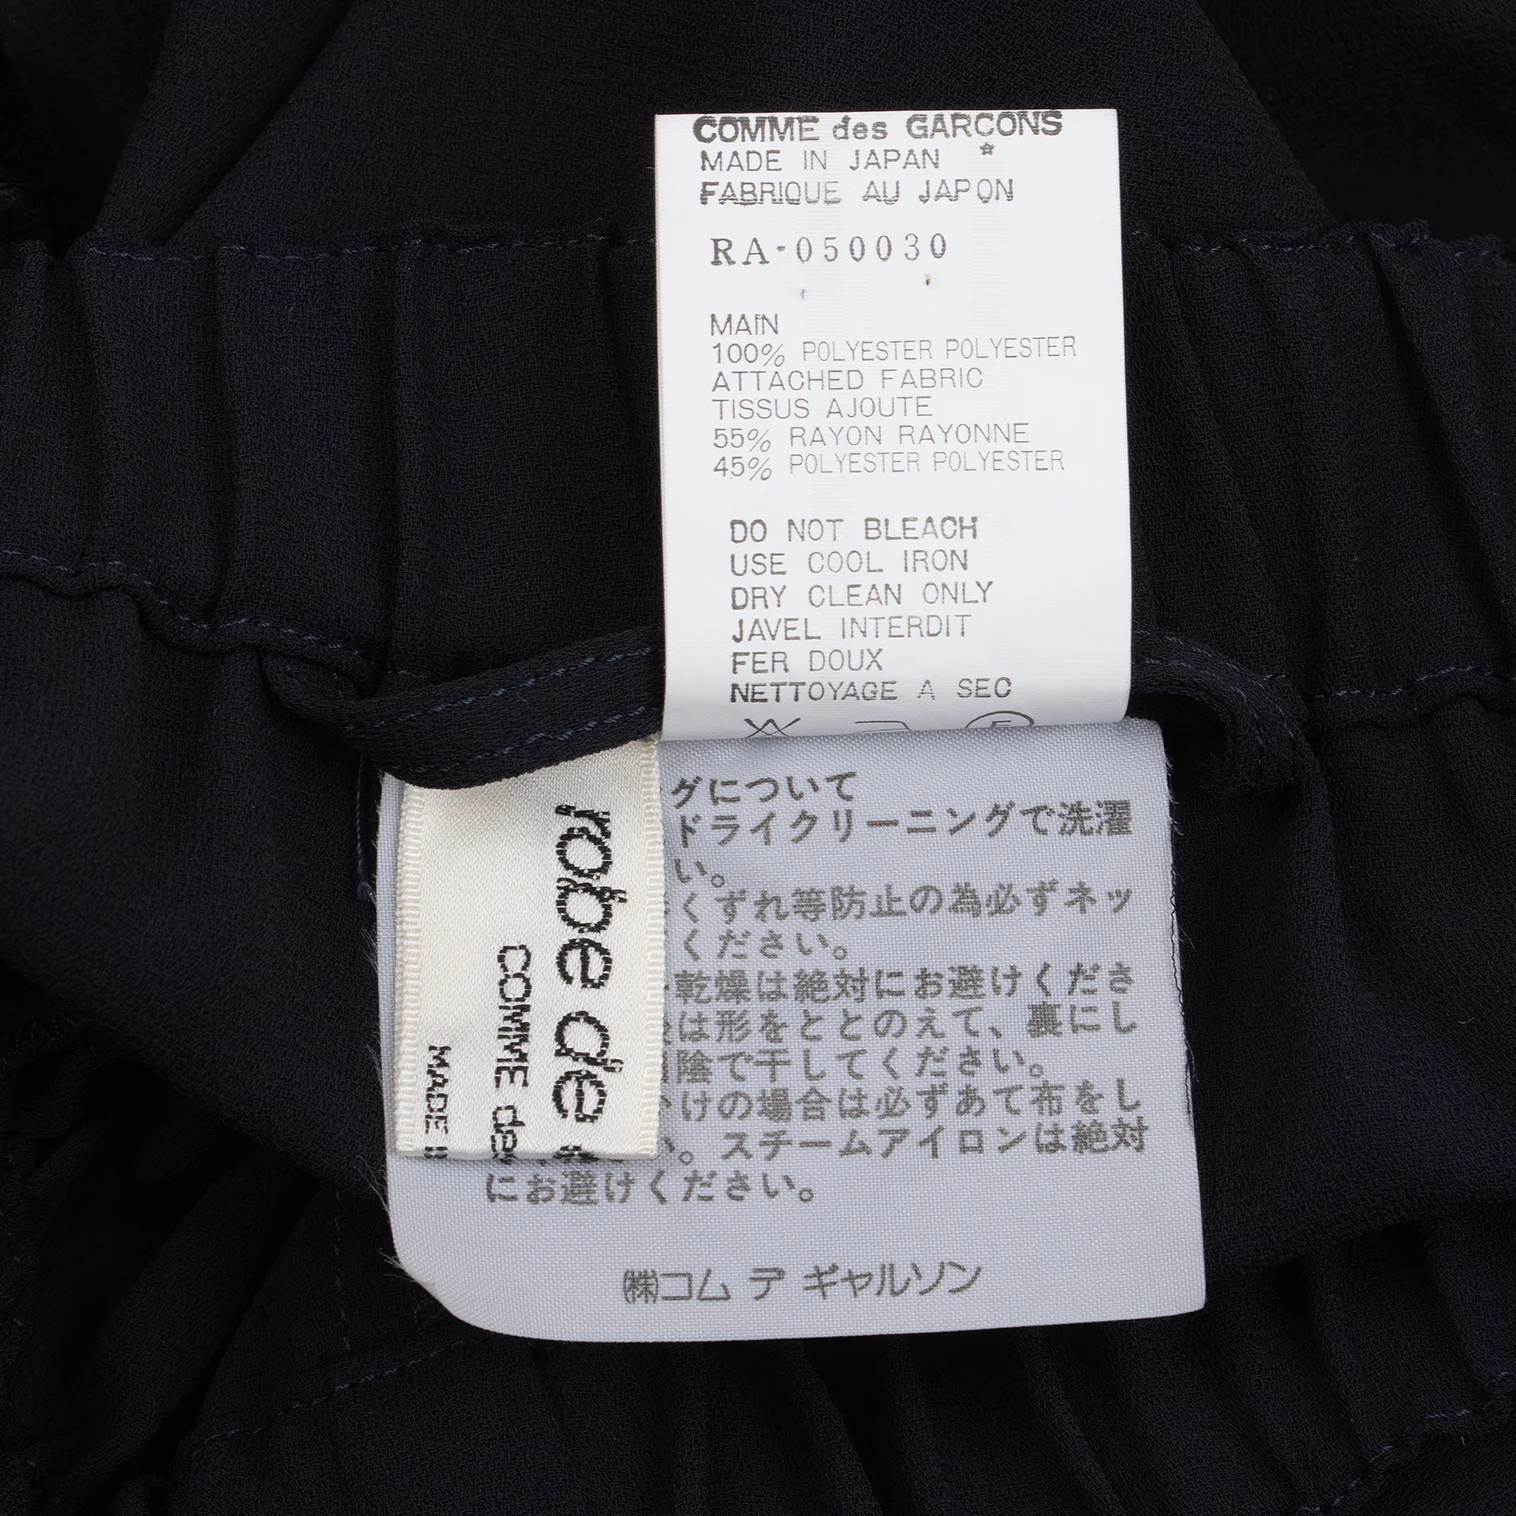 COMME des GARCONS
MADE IN JAPAN *
FABRIQUE AU JAPON
RA-050030
MAIN
100% POLYESTER POLYESTER
ATTACHED FABRIC
TISSUS AJOUTE
55% RAYON RAYONNE
45% POLYESTER POLYESTER
DO NOT BLEACH
USE COOL IRON
DRY CLEAN ONLY
JAVEL INTERDIT
FER DOUX
NETTOYAGE A SEC
グについて
ドライクリーニングで洗濯
い。
くずれ等防止の為必ずネッ
ください。
乾燥は絶対にお避けくださ
は形をととのえて、裏にし
陰で干してください。
けの場合は必ずあて布をし
。スチームアイロンは絶対
にお避けください。
㈱コム デ ギャルソン
robe de
COMME des
MADE